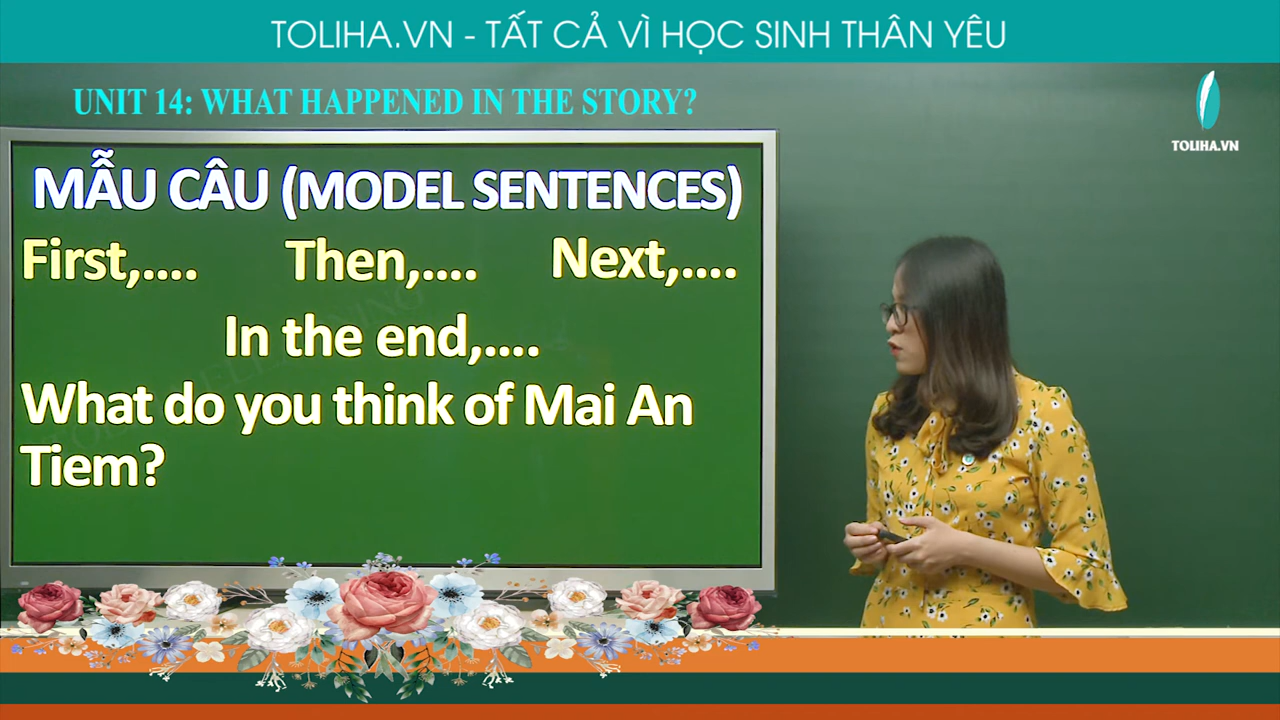 TOLIHA.VN - TẤT CẢ VÌ HỌC SINH THÂN YÊU
UNIT 14: WHAT HAPPENED IN THE STORY?
TOLIHA.VN
MẪU CÂU (MODEL SENTENCES)
First,.... Then,.... Next,....
In the end,....
What do you think of Mai An
Tiem?